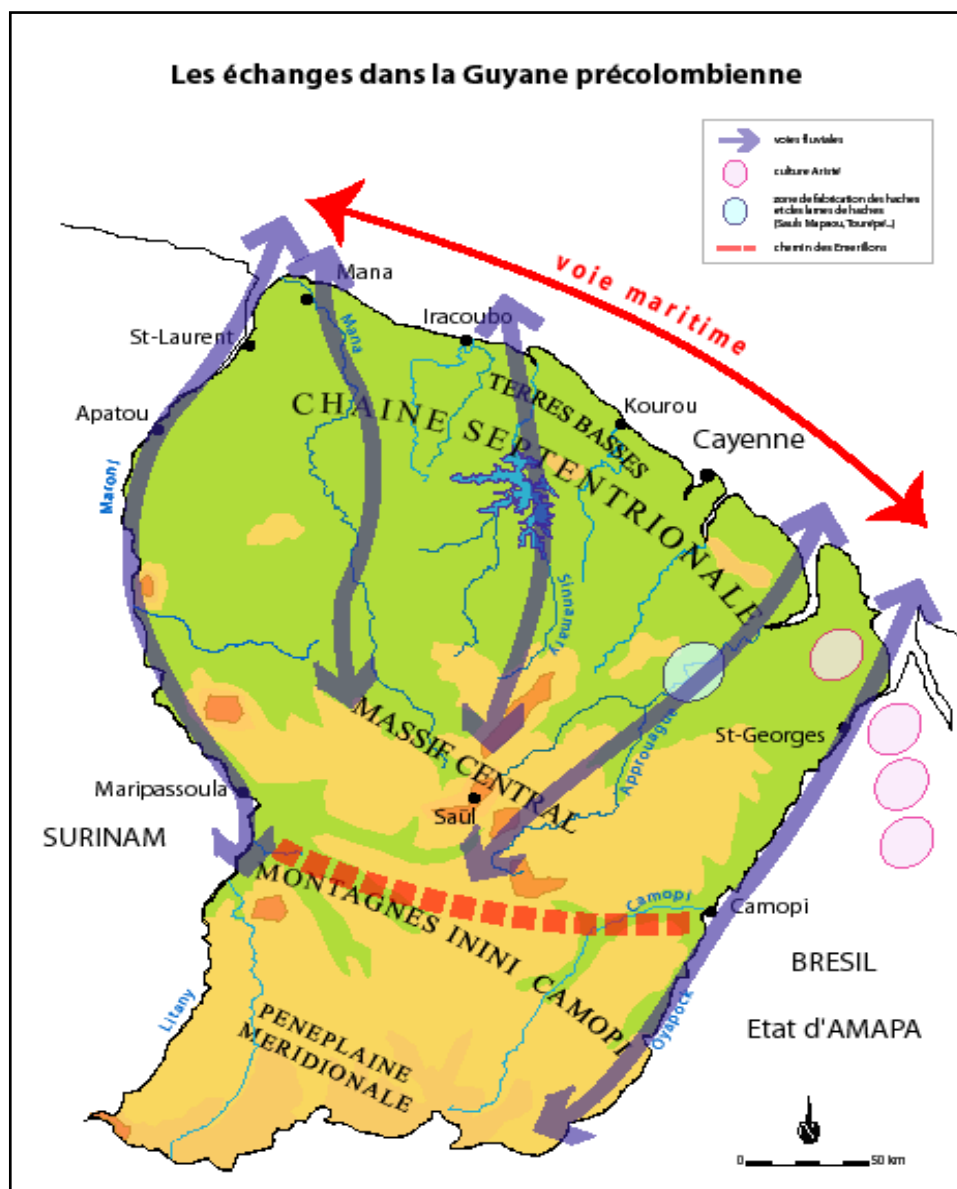 Les échanges dans la Guyane précolombienne
voies fluviales
culture Aristé
zone de fabrication des haches
et des lames de haches
(Sauls Mapaou,
chemin des Emerillons
voie maritime
Mana
Mana
Iracoubo
St-Laurent
TERRES BASSES
Kourou
CHAINE SEPTENTRIONALE
Apatou
Cayenne
Maroni
Sinnamary
MASSIF CENTRAL
Approuague
St-Georges
Maripassoula
Saül
SURINAM
MONTAGNES ININI CAMOPI
Camopi
Camopi
BRESIL
Litany
Oyapock
Etat d'AMAPA
PENEPLAINE
MERIDIONALE
0 50 km